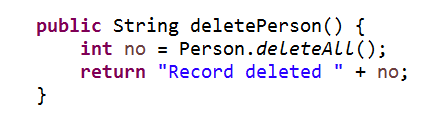 public String deletePerson() {
    int no = Person.deleteAll();
    return "Record deleted " + no;
}